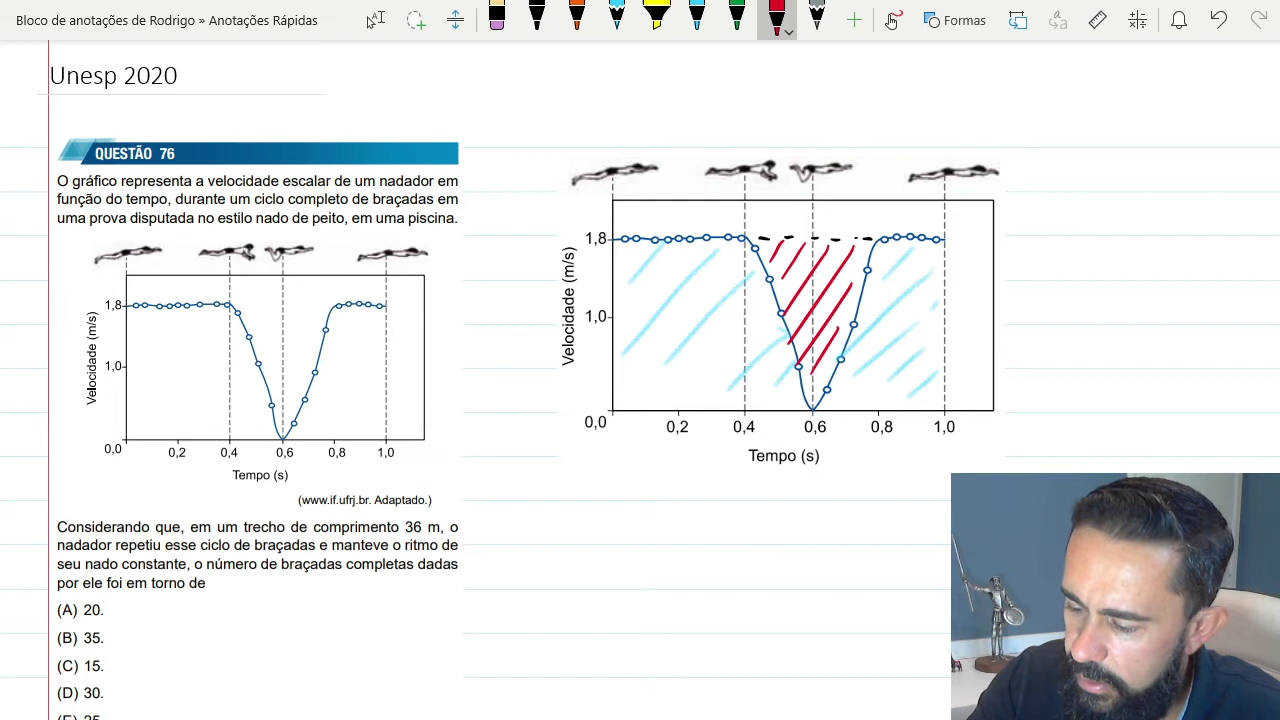 Bloco de anotações de Rodrigo » Anotações Rápidas
Formas
Unesp 2020
QUESTÃO 76
O gráfico representa a velocidade escalar de um nadador em
função do tempo, durante um ciclo completo de braçadas em
uma prova disputada no estilo nado de peito, em uma piscina.
Velocidade (m/s)
1,8
1,0
0,0
0,2 0,4 0,6 0,8 1,0
Tempo (s)
(www.if.ufrj.br. Adaptado.)
Considerando que, em um trecho de comprimento 36 m, o
nadador repetiu esse ciclo de braçadas e manteve o ritmo de
seu nado constante, o número de braçadas completas dadas
por ele foi em torno de
(A) 20.
(B) 35.
(C) 15.
(D) 30.
Velocidade (m/s)
1,8
1,0
0,0
0,2 0,4 0,6 0,8 1,0
Tempo (s)